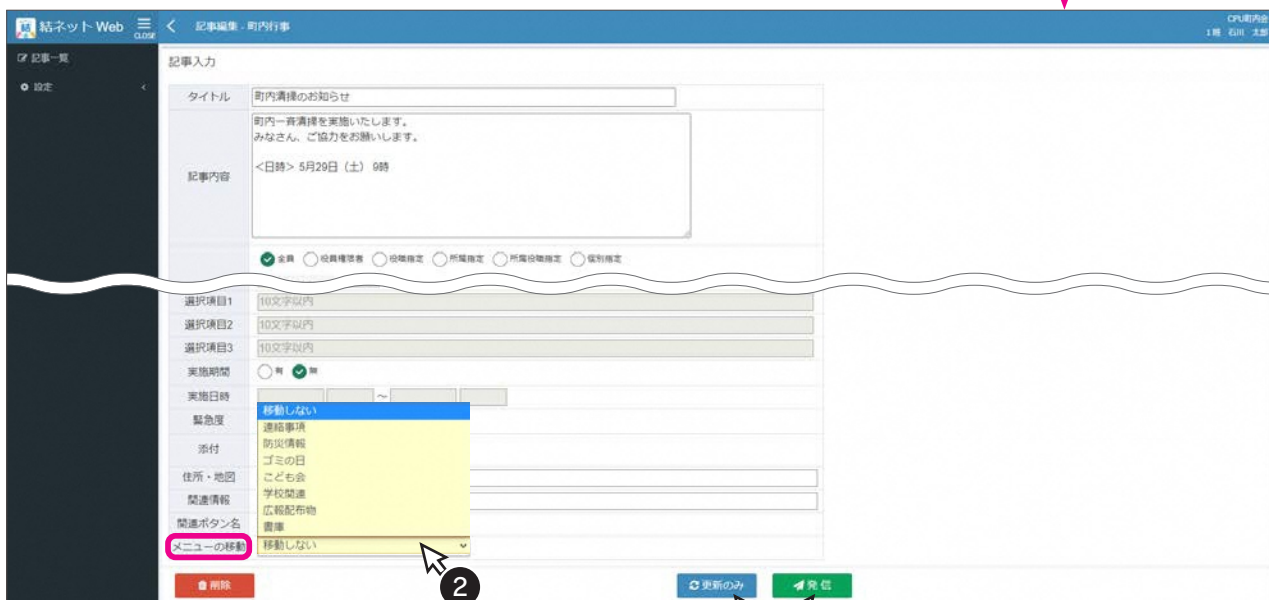 結ネット Web
CLOSE
記事編集 - 町内行事
CPU町内会
1班 石川 太郎
記事一覧
設定
記事入力
タイトル
町内清掃のお知らせ
記事内容
町内一斉清掃を実施いたします。
みなさん、ご協力をお願いします。
<日時> 5月29日（土） 9時
全員 役員権限者 役職指定 所属指定 所属役職指定 個別指定
選択項目1 10文字以内
選択項目2 10文字以内
選択項目3 10文字以内
実施期間 有 無
実施日時 ～
緊急度
添付
住所・地図
関連情報
関連ボタン名
メニューの移動
移動しない
連絡事項
防災情報
ゴミの日
こども会
学校関連
広報配布物
書庫
移動しない
2
削除
更新のみ
発信